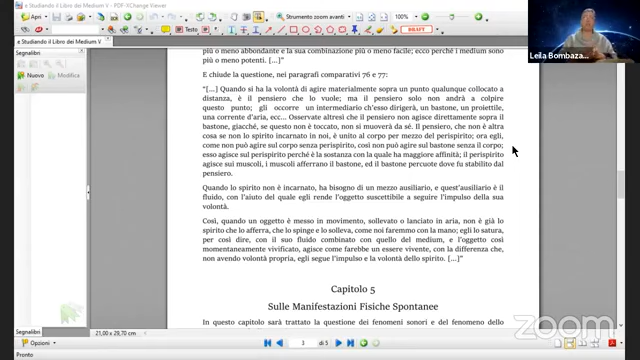 e Studiando il Libro dei Medium V - PDF-XChange Viewer
Apri
Strumento zoom avanti
100%
Testo
DRAFT
e Studiando il Libro dei Medium V
Segnalibri
Nuovo
Modifica
più o meno abbondante e la sua combinazione più o meno facile; ecco perché i medium sono
più o meno potenti. […]”
E chiude la questione, nei paragrafi comparativi 76 e 77:
“[…] Quando si ha la volontà di agire materialmente sopra un punto qualunque collocato a
distanza, è il pensiero che lo vuole; ma il pensiero solo non andrà a colpire
questo punto; gli occorre un intermediario ch’esso dirigerà, un bastone, un proiettile,
una corrente d’aria, ecc… Osservate altresì che il pensiero non agisce direttamente sopra il
bastone, giacché, se questo non è toccato, non si muoverà da sé. Il pensiero, che non è altra
cosa se non lo spirito incarnato in noi, è unito al corpo per mezzo del perispirito; ora egli,
come non può agire sul corpo senza perispirito, così non può agire sul bastone senza il corpo;
esso agisce sul perispirito perché è la sostanza con la quale ha maggiore affinità; il perispirito
agisce sui muscoli, i muscoli afferrano il bastone, ed il bastone percuote dove fu stabilito dal
pensiero.
Quando lo spirito non è incarnato, ha bisogno di un mezzo ausiliario, e quest’ausiliario è il
fluido, con l’aiuto del quale egli rende l’oggetto suscettibile a seguire l’impulso della sua
volontà.
Così, quando un oggetto è messo in movimento, sollevato o lanciato in aria, non è già lo
spirito che lo afferra, che lo spinge e lo solleva, come noi faremmo con la mano; egli lo satura,
per così dire, con il suo fluido combinato con quello del medium, e l’oggetto così
momentaneamente vivificato, agisce come farebbe un essere vivente, con la differenza che,
non avendo volontà propria, egli segue l’impulso e la volontà dello spirito. […]”
Capitolo 5
Sulle Manifestazioni Fisiche Spontanee
In questo capitolo sarà trattato la questione dei fenomeni sonori e del fenomeno dello
Leila Bombaza...
Segnalibri
21,00 x 29,70 cm
Opzioni
3
di 5
Pronto
zoom